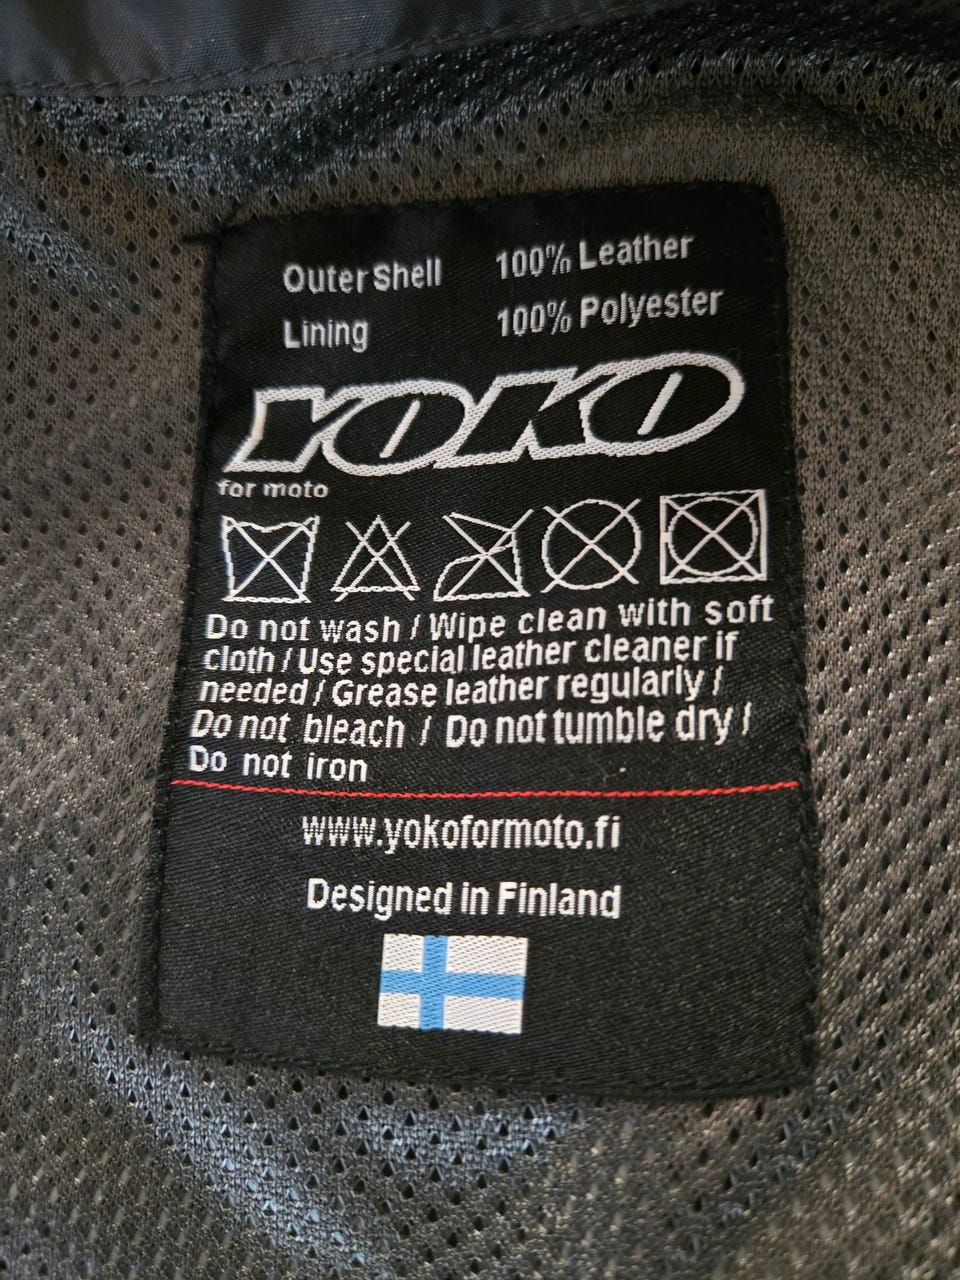 Outer Shell 100% Leather
Lining 100% Polyester
YOKO
for moto
Do not wash / Wipe clean with soft
cloth / Use special leather cleaner if
needed / Grease leather regularly /
Do not bleach / Do not tumble dry /
Do not iron
www.yokoformoto.fi
Designed in Finland